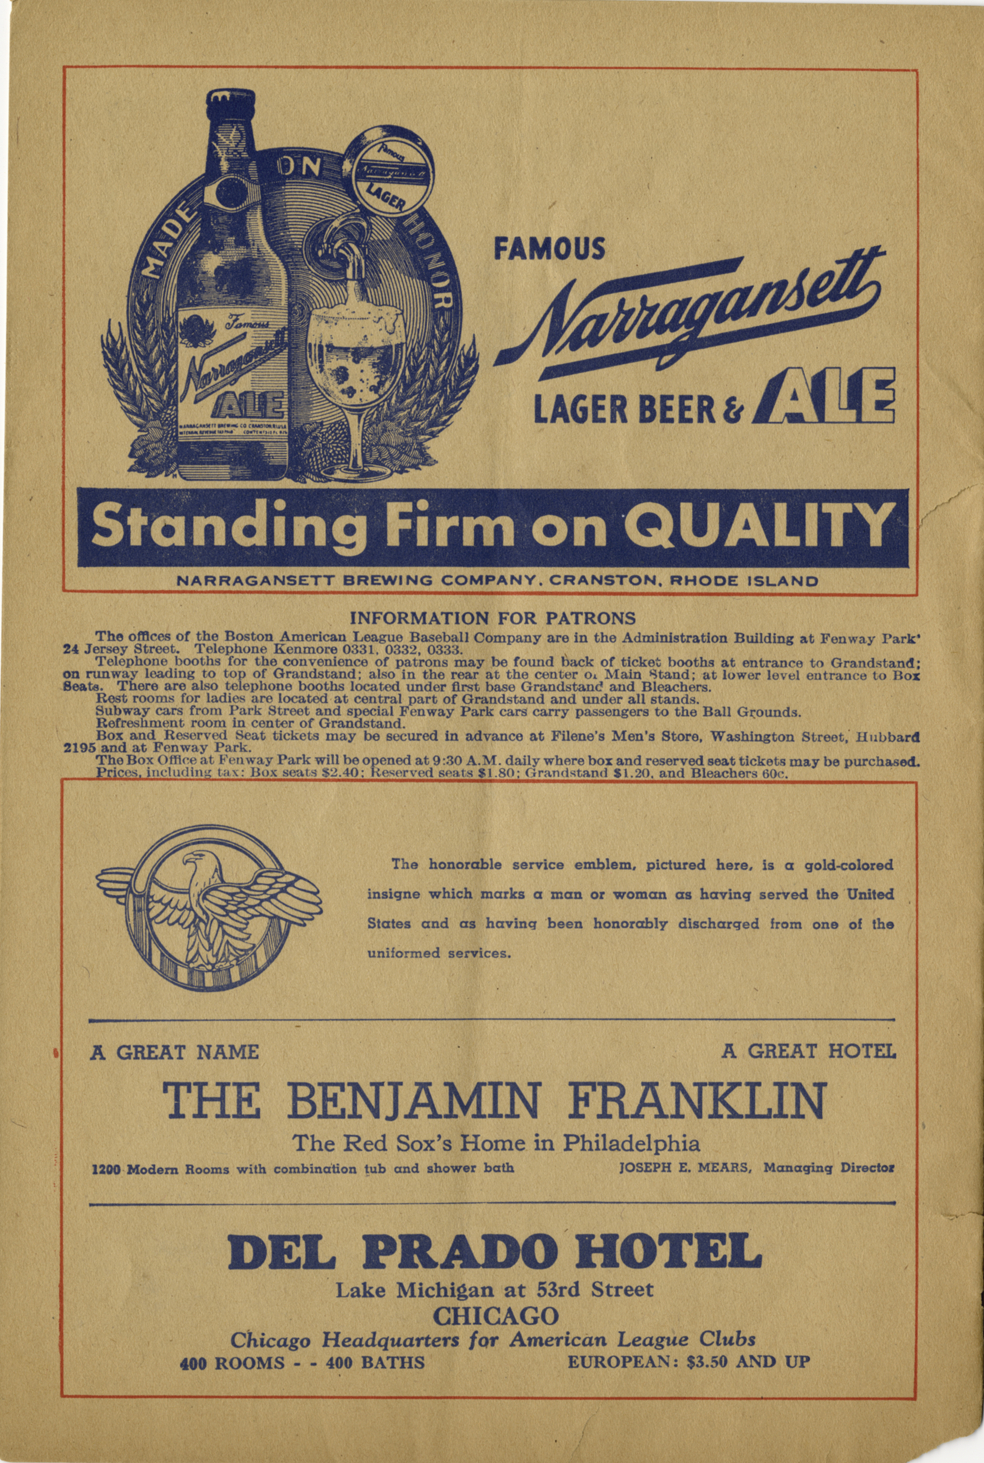 MADE ON HONOR
Famous
Narragansett
LAGER
Famous
Narragansett
ALE
NARRAGANSETT BREWING CO. CRANSTON, R.I., U.S.A.
FAMOUS
Narragansett
LAGER BEER & ALE
Standing Firm on QUALITY
NARRAGANSETT BREWING COMPANY, CRANSTON, RHODE ISLAND
INFORMATION FOR PATRONS
The offices of the Boston American League Baseball Company are in the Administration Building at Fenway Park'
24 Jersey Street. Telephone Kenmore 0331, 0332, 0333.
Telephone booths for the convenience of patrons may be found back of ticket booths at entrance to Grandstand;
on runway leading to top of Grandstand; also in the rear at the center of Main Stand; at lower level entrance to Box
Seats. There are also telephone booths located under first base Grandstand and Bleachers.
Rest rooms for ladies are located at central part of Grandstand and under all stands.
Subway cars from Park Street and special Fenway Park cars carry passengers to the Ball Grounds.
Refreshment room in center of Grandstand.
Box and Reserved Seat tickets may be secured in advance at Filene's Men's Store, Washington Street, Hubbard
2195 and at Fenway Park.
The Box Office at Fenway Park will be opened at 9:30 A.M. daily where box and reserved seat tickets may be purchased.
Prices, including tax: Box seats $2.40; Reserved seats $1.80; Grandstand $1.20, and Bleachers 60c.
The honorable service emblem, pictured here, is a gold-colored
insigne which marks a man or woman as having served the United
States and as having been honorably discharged from one of the
uniformed services.
A GREAT NAME A GREAT HOTEL
THE BENJAMIN FRANKLIN
The Red Sox's Home in Philadelphia
1200 Modern Rooms with combination tub and shower bath JOSEPH E. MEARS, Managing Director
DEL PRADO HOTEL
Lake Michigan at 53rd Street
CHICAGO
Chicago Headquarters for American League Clubs
400 ROOMS - - 400 BATHS EUROPEAN: $3.50 AND UP